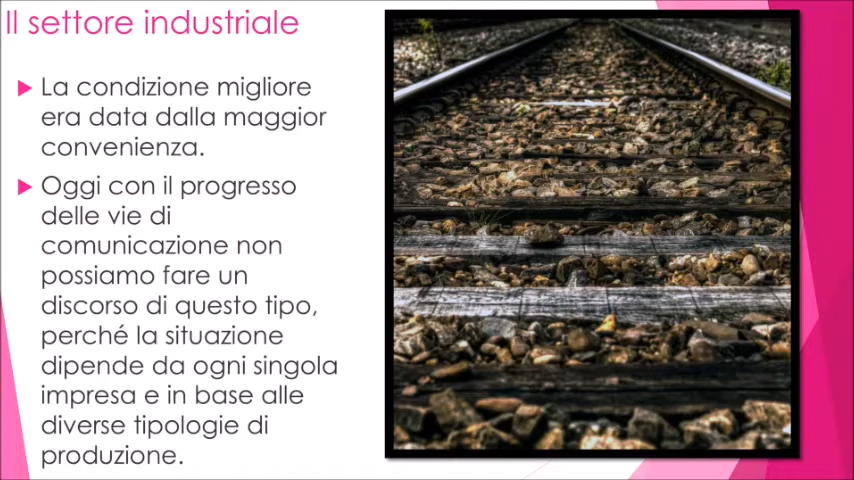 Il settore industriale
La condizione migliore
era data dalla maggior
convenienza.
Oggi con il progresso
delle vie di
comunicazione non
possiamo fare un
discorso di questo tipo,
perché la situazione
dipende da ogni singola
impresa e in base alle
diverse tipologie di
produzione.